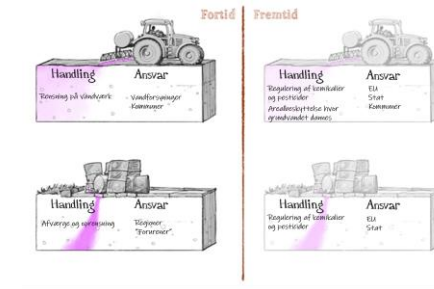 Fortid Fremtid
Handling Ansvar
Rensning på vandværk
- Vandforsyninger
- Kommuner
Handling Ansvar
Regulering af kemikalier
og pesticider
Arealbeskyttelse hvor
grundvandet dannes
EU
Stat
Kommuner
Handling Ansvar
Afværge og oprensning
Regioner
"Forurener"
Handling Ansvar
Regulering af kemikalier
og pesticider
EU
Stat